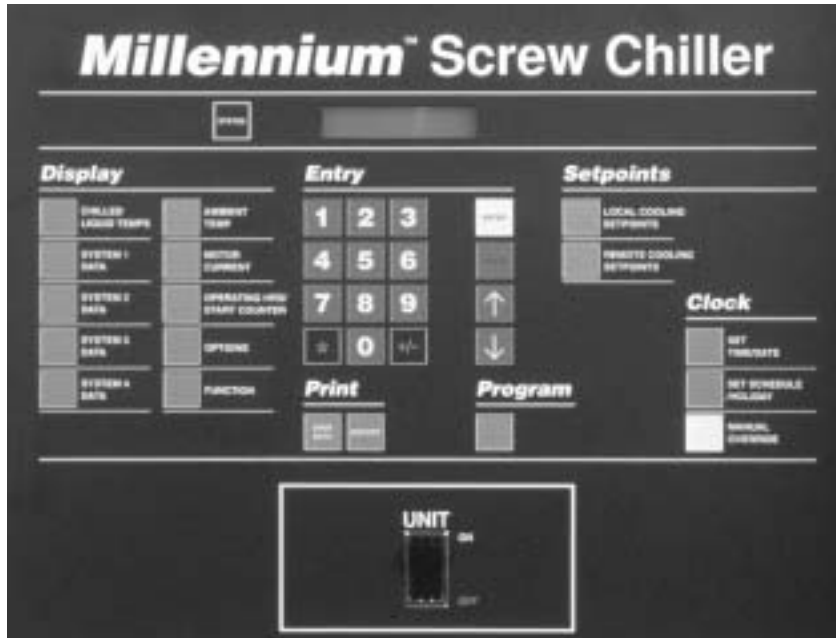 Millennium™ Screw Chiller
STATUS
Display
CHILLED
LIQUID TEMPS
SYSTEM 1
DATA
SYSTEM 2
DATA
SYSTEM 3
DATA
SYSTEM 4
DATA
AMBIENT
TEMP
MOTOR
CURRENT
OPERATING HRS/
START COUNTER
OPTIONS
FUNCTION
Entry
1 2 3
4 5 6
7 8 9
* 0 +/-
↑
↓
Print
Program
Setpoints
LOCAL COOLING
SETPOINTS
REMOTE COOLING
SETPOINTS
Clock
SET
TIME/DATE
SET SCHEDULE
/HOLIDAY
MANUAL
OVERRIDE
UNIT
ON
OFF